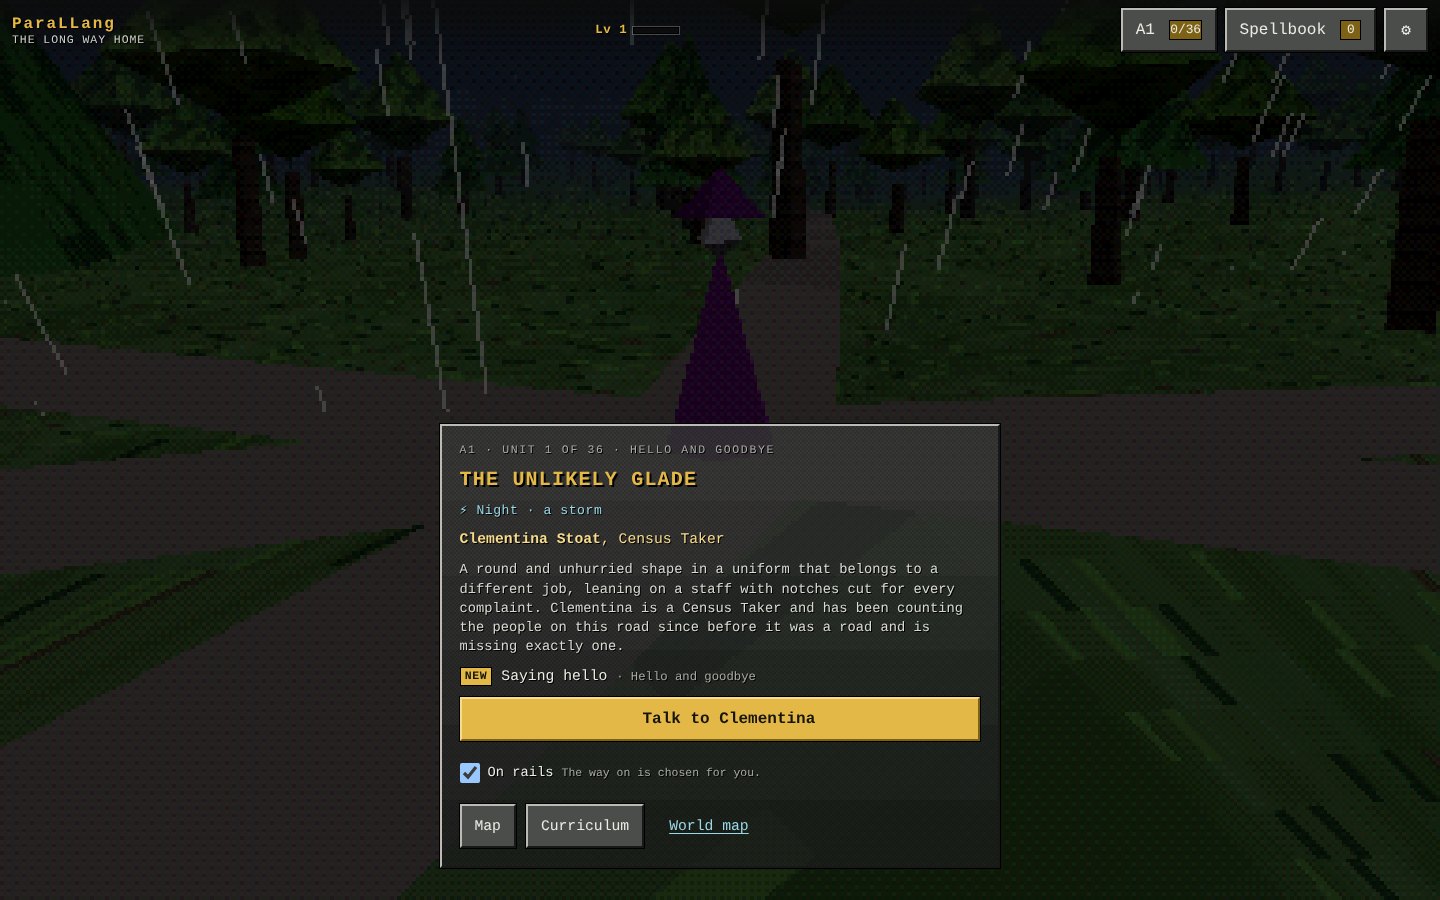 ParaLLang
THE LONG WAY HOME
Lv 1
A1 0/36
Spellbook 0
⚙
A1 · UNIT 1 OF 36 · HELLO AND GOODBYE
THE UNLIKELY GLADE
⚡ Night · a storm
Clementina Stoat, Census Taker
A round and unhurried shape in a uniform that belongs to a
different job, leaning on a staff with notches cut for every
complaint. Clementina is a Census Taker and has been counting
the people on this road since before it was a road and is
missing exactly one.
NEW Saying hello · Hello and goodbye
Talk to Clementina
On rails The way on is chosen for you.
Map Curriculum World map